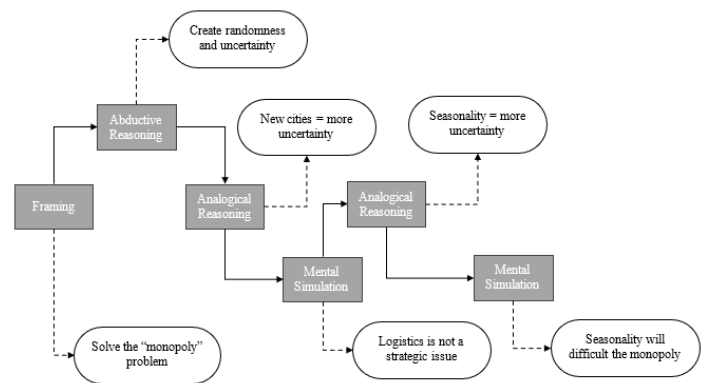 Create randomness
and uncertainty
Abductive
Reasoning
New cities = more
uncertainty
Seasonality = more
uncertainty
Framing
Analogical
Reasoning
Analogical
Reasoning
Mental
Simulation
Mental
Simulation
Solve the “monopoly”
problem
Logistics is not a
strategic issue
Seasonality will
difficult the monopoly